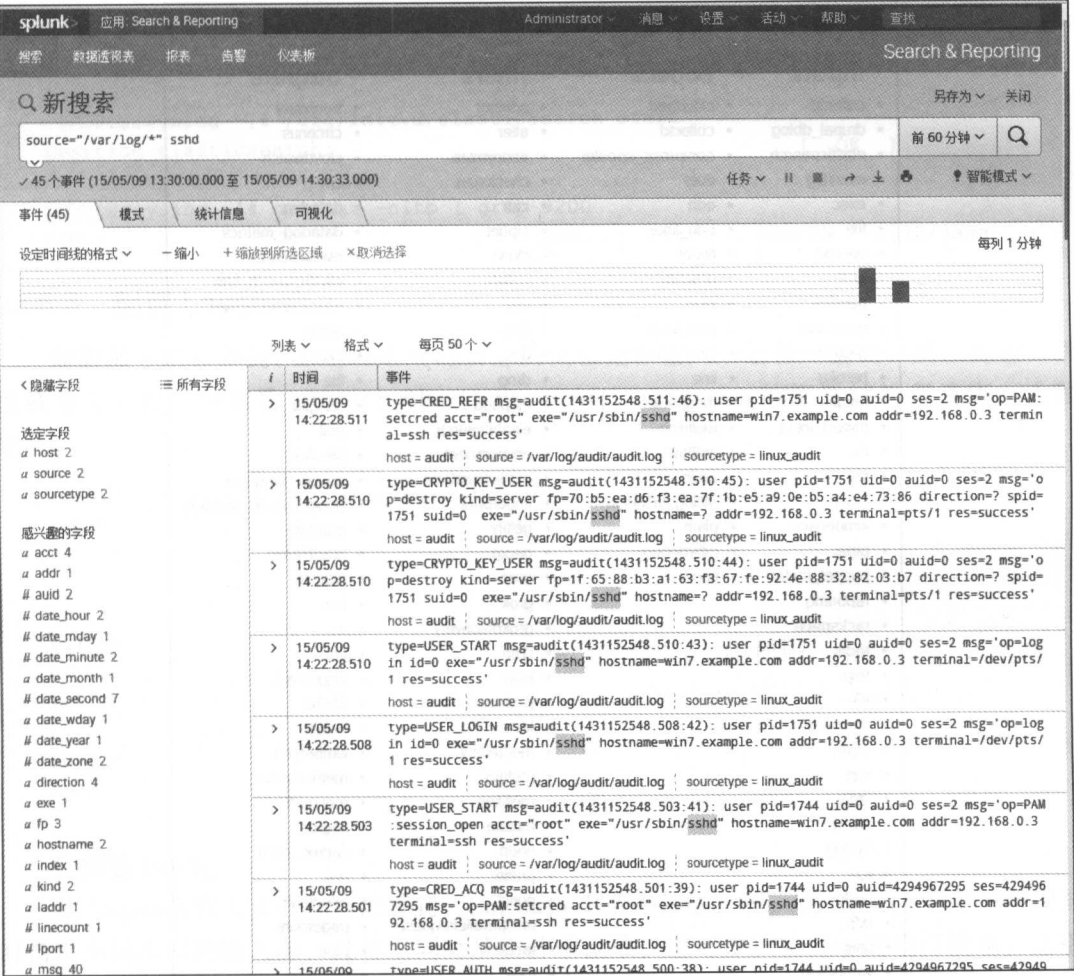 splunk> 应用: Search & Reporting Administrator 消息 设置 活动 帮助 查找
搜索 数据透视表 报表 告警 仪表板 Search & Reporting
新搜索 另存为 关闭
source="/var/log/*" sshd 前 60 分钟
✓ 45 个事件 (15/05/09 13:30:00.000 至 15/05/09 14:30:33.000) 任务 智能模式
事件 (45) 模式 统计信息 可视化
设定时间线的格式 — 缩小 + 缩放到所选区域 × 取消选择 每列 1 分钟
列表 格式 每页 50 个
< 隐藏字段 所有字段
选定字段
a host 2
a source 2
a sourcetype 2
感兴趣的字段
a acct 4
a addr 1
# auid 2
# date_hour 2
# date_mday 1
# date_minute 2
a date_month 1
# date_second 7
a date_wday 1
# date_year 1
# date_zone 2
a direction 4
a exe 1
a fp 3
a hostname 2
a index 1
a kind 2
a laddr 1
# linecount 1
# lport 1
a msg 40
i 时间 事件
> 15/05/09
14:22:28.511
type=CRED_REFR msg=audit(1431152548.511:46): user pid=1751 uid=0 auid=0 ses=2 msg='op=PAM:
setcred acct="root" exe="/usr/sbin/sshd" hostname=win7.example.com addr=192.168.0.3 termin
al=ssh res=success'
host = audit source = /var/log/audit/audit.log sourcetype = linux_audit
> 15/05/09
14:22:28.510
type=CRYPTO_KEY_USER msg=audit(1431152548.510:45): user pid=1751 uid=0 auid=0 ses=2 msg='o
p=destroy kind=server fp=70:b5:ea:d6:f3:ea:7f:1b:e5:a9:0e:b5:a4:e4:73:86 direction=? spid=
1751 suid=0 exe="/usr/sbin/sshd" hostname=? addr=192.168.0.3 terminal=pts/1 res=success'
host = audit source = /var/log/audit/audit.log sourcetype = linux_audit
> 15/05/09
14:22:28.510
type=CRYPTO_KEY_USER msg=audit(1431152548.510:44): user pid=1751 uid=0 auid=0 ses=2 msg='o
p=destroy kind=server fp=1f:65:88:b3:a1:63:f3:67:fe:92:4e:88:32:82:03:b7 direction=? spid=
1751 suid=0 exe="/usr/sbin/sshd" hostname=? addr=192.168.0.3 terminal=pts/1 res=success'
host = audit source = /var/log/audit/audit.log sourcetype = linux_audit
> 15/05/09
14:22:28.510
type=USER_START msg=audit(1431152548.510:43): user pid=1751 uid=0 auid=0 ses=2 msg='op=log
in id=0 exe="/usr/sbin/sshd" hostname=win7.example.com addr=192.168.0.3 terminal=/dev/pts/
1 res=success'
host = audit source = /var/log/audit/audit.log sourcetype = linux_audit
> 15/05/09
14:22:28.508
type=USER_LOGIN msg=audit(1431152548.508:42): user pid=1751 uid=0 auid=0 ses=2 msg='op=log
in id=0 exe="/usr/sbin/sshd" hostname=win7.example.com addr=192.168.0.3 terminal=/dev/pts/
1 res=success'
host = audit source = /var/log/audit/audit.log sourcetype = linux_audit
> 15/05/09
14:22:28.503
type=USER_START msg=audit(1431152548.503:41): user pid=1744 uid=0 auid=0 ses=2 msg='op=PAM
:session_open acct="root" exe="/usr/sbin/sshd" hostname=win7.example.com addr=192.168.0.3
terminal=ssh res=success'
host = audit source = /var/log/audit/audit.log sourcetype = linux_audit
> 15/05/09
14:22:28.501
type=CRED_ACQ msg=audit(1431152548.501:39): user pid=1744 uid=0 auid=4294967295 ses=429496
7295 msg='op=PAM:setcred acct="root" exe="/usr/sbin/sshd" hostname=win7.example.com addr=1
92.168.0.3 terminal=ssh res=success'
host = audit source = /var/log/audit/audit.log sourcetype = linux_audit
> 15/05/09 type=USER_AUTH msg=audit(1431152548.500:38): user pid=1744 uid=0 auid=4294967295 ses=42949